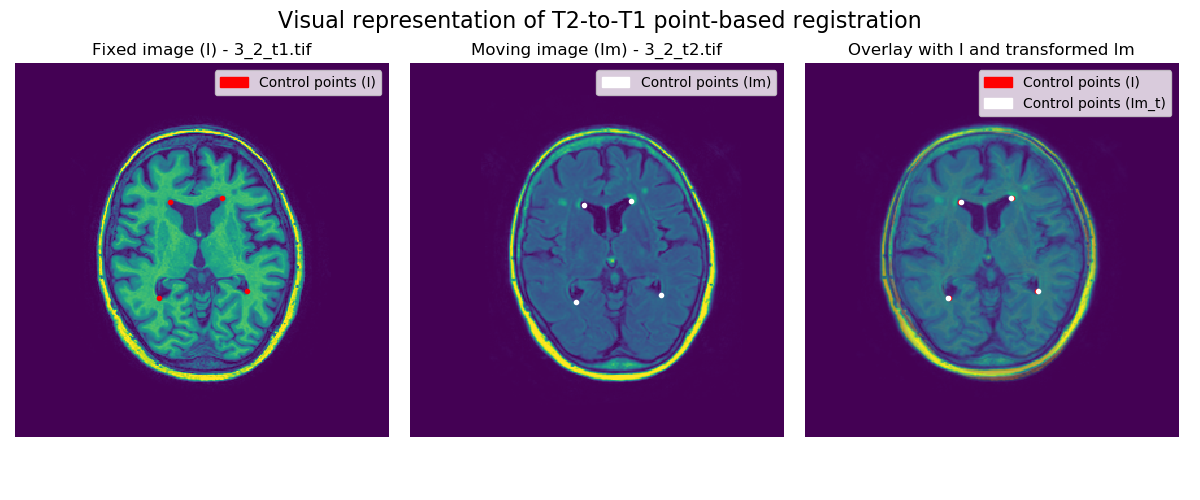 Visual representation of T2-to-T1 point-based registration
Fixed image (I) - 3_2_t1.tif
Control points (I)
Moving image (Im) - 3_2_t2.tif
Control points (Im)
Overlay with I and transformed Im
Control points (I)
Control points (Im_t)